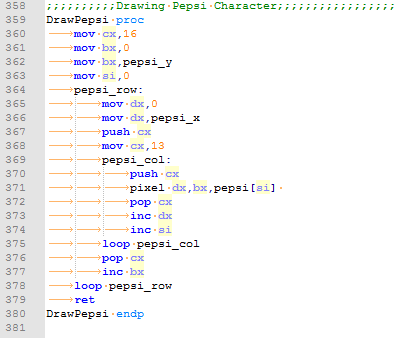 358 ;;;;;;;;;;Drawing Pepsi Character;;;;;;;;;;;;;;;;;
359 DrawPepsi proc
360 mov cx,16
361 mov bx,0
362 mov bx,pepsi_y
363 mov si,0
364 pepsi_row:
365 mov dx,0
366 mov dx,pepsi_x
367 push cx
368 mov cx,13
369 pepsi_col:
370 push cx
371 pixel dx,bx,pepsi[si]
372 pop cx
373 inc dx
374 inc si
375 loop pepsi_col
376 pop cx
377 inc bx
378 loop pepsi_row
379 ret
380 DrawPepsi endp
381